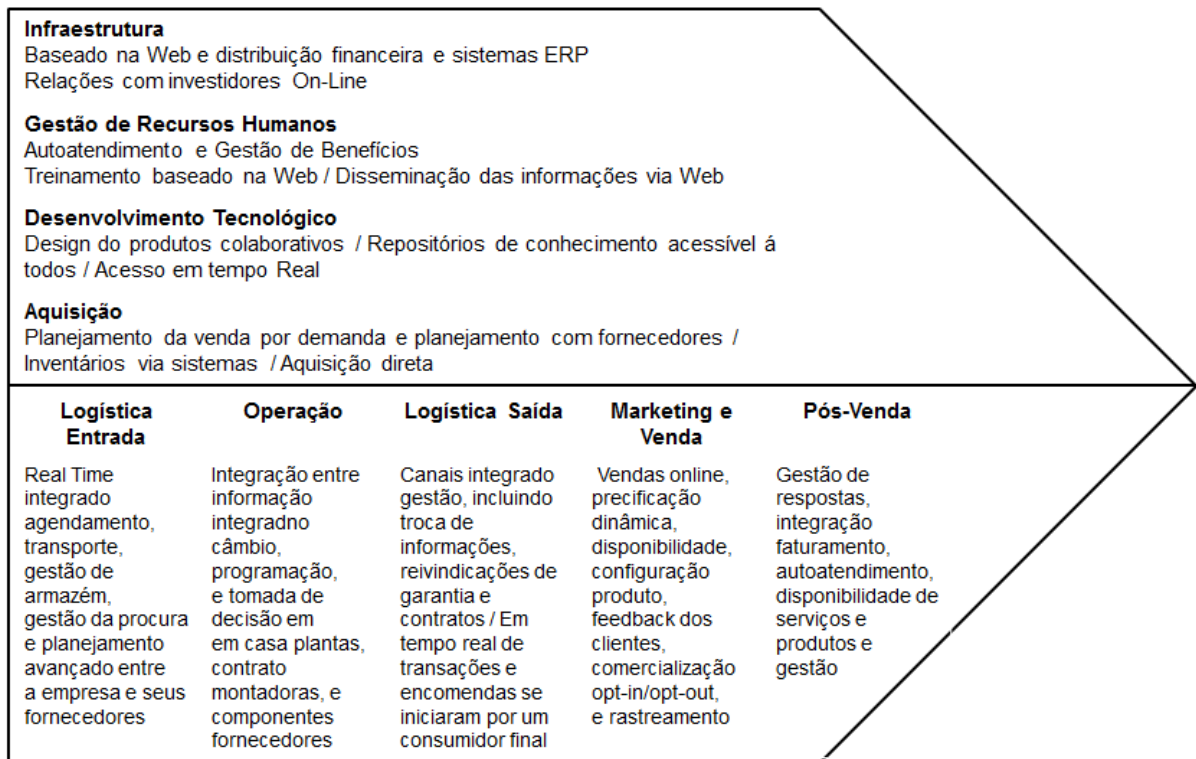 Infraestrutura
Baseado na Web e distribuição financeira e sistemas ERP
Relações com investidores On-Line
Gestão de Recursos Humanos
Autoatendimento e Gestão de Benefícios
Treinamento baseado na Web / Disseminação das informações via Web
Desenvolvimento Tecnológico
Design do produtos colaborativos / Repositórios de conhecimento acessível á
todos / Acesso em tempo Real
Aquisição
Planejamento da venda por demanda e planejamento com fornecedores /
Inventários via sistemas / Aquisição direta
Logística
Entrada
Real Time
integrado
agendamento,
transporte,
gestão de
armazém,
gestão da procura
e planejamento
avançado entre
a empresa e seus
fornecedores
Operação
Integração entre
informação
integradno
câmbio,
programação,
e tomada de
decisão em
em casa plantas,
contrato
montadoras, e
componentes
fornecedores
Logística Saída
Canais integrado
gestão, incluindo
troca de
informações,
reivindicações de
garantia e
contratos / Em
tempo real de
transações e
encomendas se
iniciaram por um
consumidor final
Marketing e
Venda
Vendas online,
precificação
dinâmica,
disponibilidade,
configuração
produto,
feedback dos
clientes,
comercialização
opt-in/opt-out,
e rastreamento
Pós-Venda
Gestão de
respostas,
integração
faturamento,
autoatendimento,
disponibilidade de
serviços e
produtos e
gestão